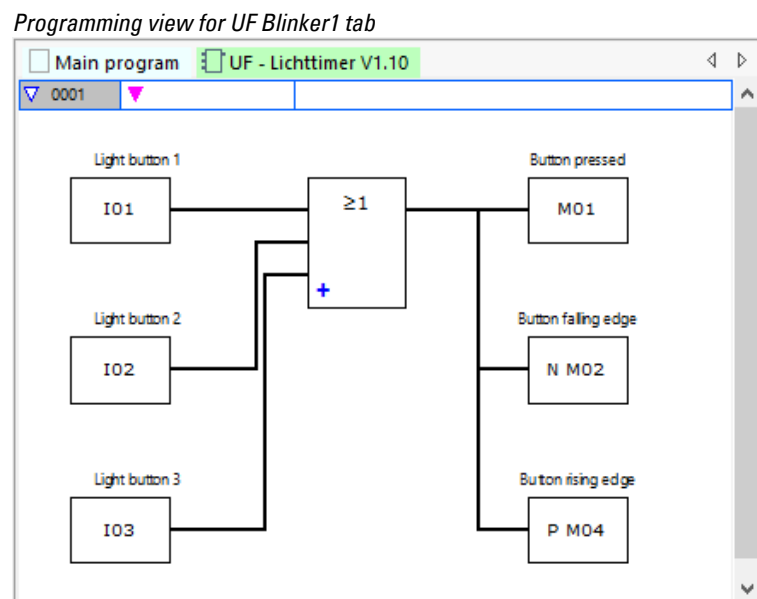 Programming view for UF Blinker1 tab
Main program UF - Lichttimer V1.10
0001
Light button 1 Button pressed
I01 ≥1 M01
+
Light button 2 Button falling edge
I02 N M02
Light button 3 Button rising edge
I03 P M04